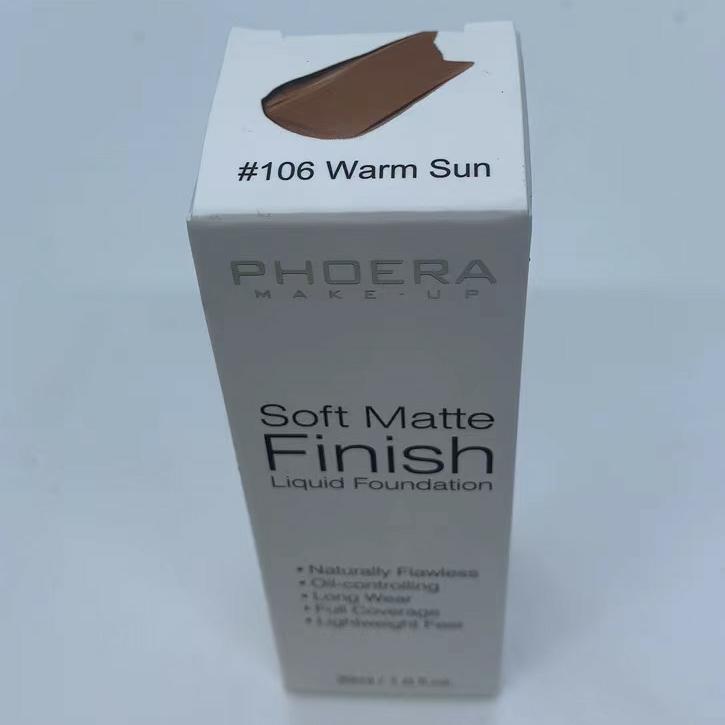 #106 Warm Sun
PHOERA
MAKE-UP
Soft Matte
Finish
Liquid Foundation
• Naturally Flawless
• Oil-controlling
• Long Wear
• Full Coverage
• Lightweight Feel